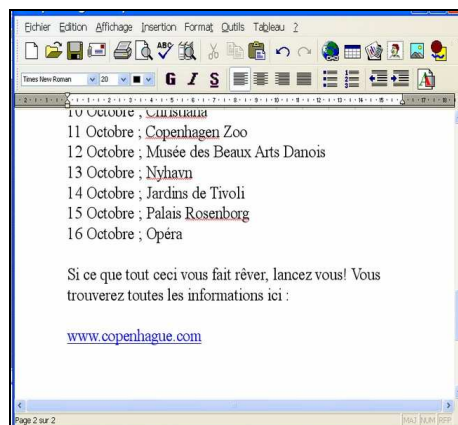 Fichier Edition Affichage Insertion Format Outils Tableau ?
Times New Roman 20 G I S
10 Octobre ; Christiana
11 Octobre ; Copenhagen Zoo
12 Octobre ; Musée des Beaux Arts Danois
13 Octobre ; Nyhavn
14 Octobre ; Jardins de Tivoli
15 Octobre ; Palais Rosenborg
16 Octobre ; Opéra
Si ce que tout ceci vous fait rêver, lancez vous! Vous
trouverez toutes les informations ici :
www.copenhague.com
Page 2 sur 2 MAJ NUM RFP